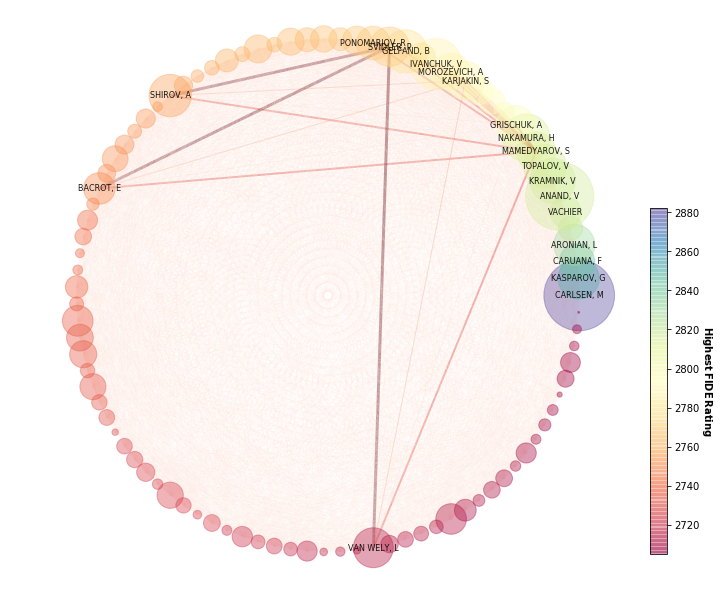 PONOMARIOV, R
GELFAND, B
IVANCHUK, V
MOROZEVICH, A
KARJAKIN, S
SHIROV, A
GRISCHUK, A
NAKAMURA, H
MAMEDYAROV, S
TOPALOV, V
KRAMNIK, V
BACROT, E
ANAND, V
VACHIER
ARONIAN, L
CARUANA, F
KASPAROV, G
CARLSEN, M
VAN WELY, L
2880
2860
2840
2820
2800
2780
2760
2740
2720
Highest FIDE Rating